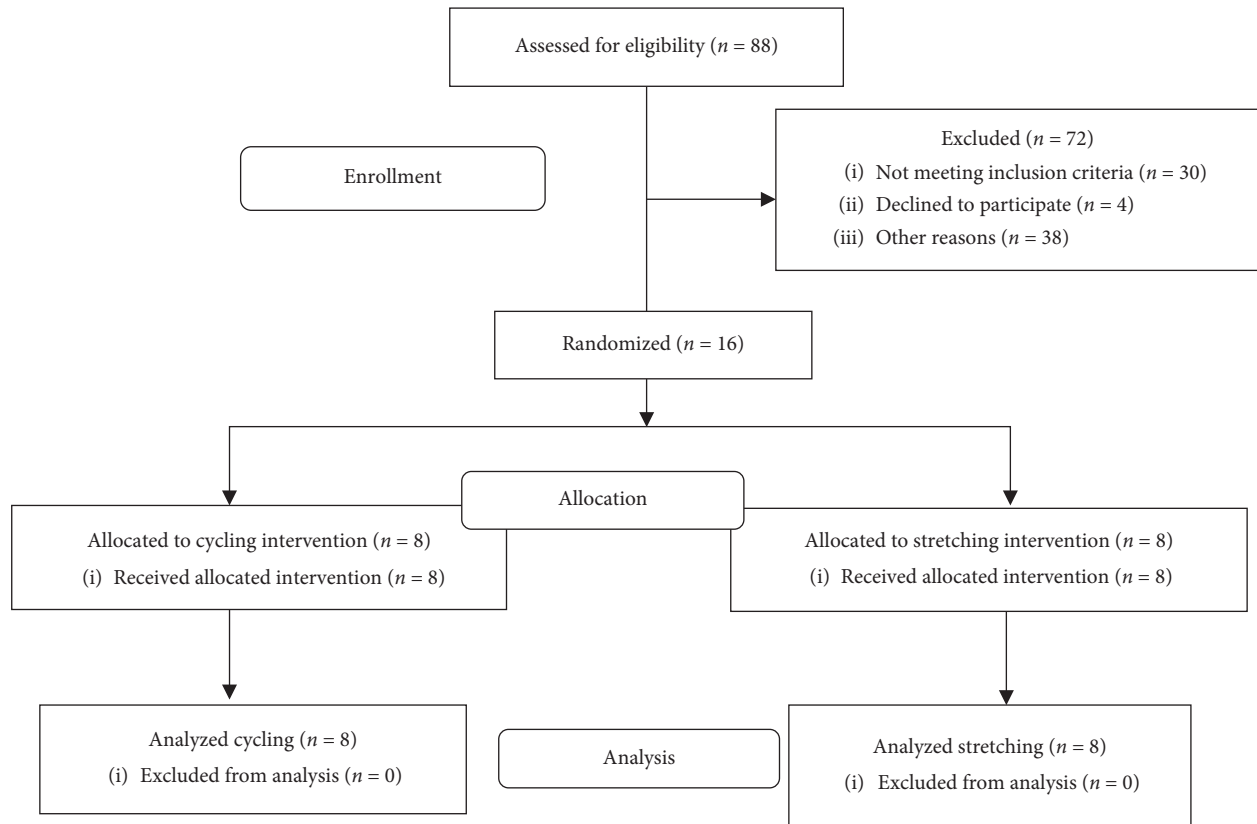 Assessed for eligibility (n = 88)
Enrollment
Excluded (n = 72)
(i) Not meeting inclusion criteria (n = 30)
(ii) Declined to participate (n = 4)
(iii) Other reasons (n = 38)
Randomized (n = 16)
Allocation
Allocated to cycling intervention (n = 8)
(i) Received allocated intervention (n = 8)
Allocated to stretching intervention (n = 8)
(i) Received allocated intervention (n = 8)
Analyzed cycling (n = 8)
(i) Excluded from analysis (n = 0)
Analysis
Analyzed stretching (n = 8)
(i) Excluded from analysis (n = 0)